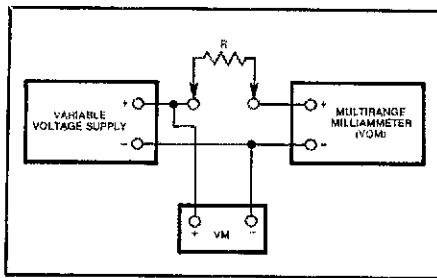 R
VARIABLE
VOLTAGE SUPPLY
+
−
MULTIRANGE
MILLIAMMETER
(VOM)
+
−
+ VM −